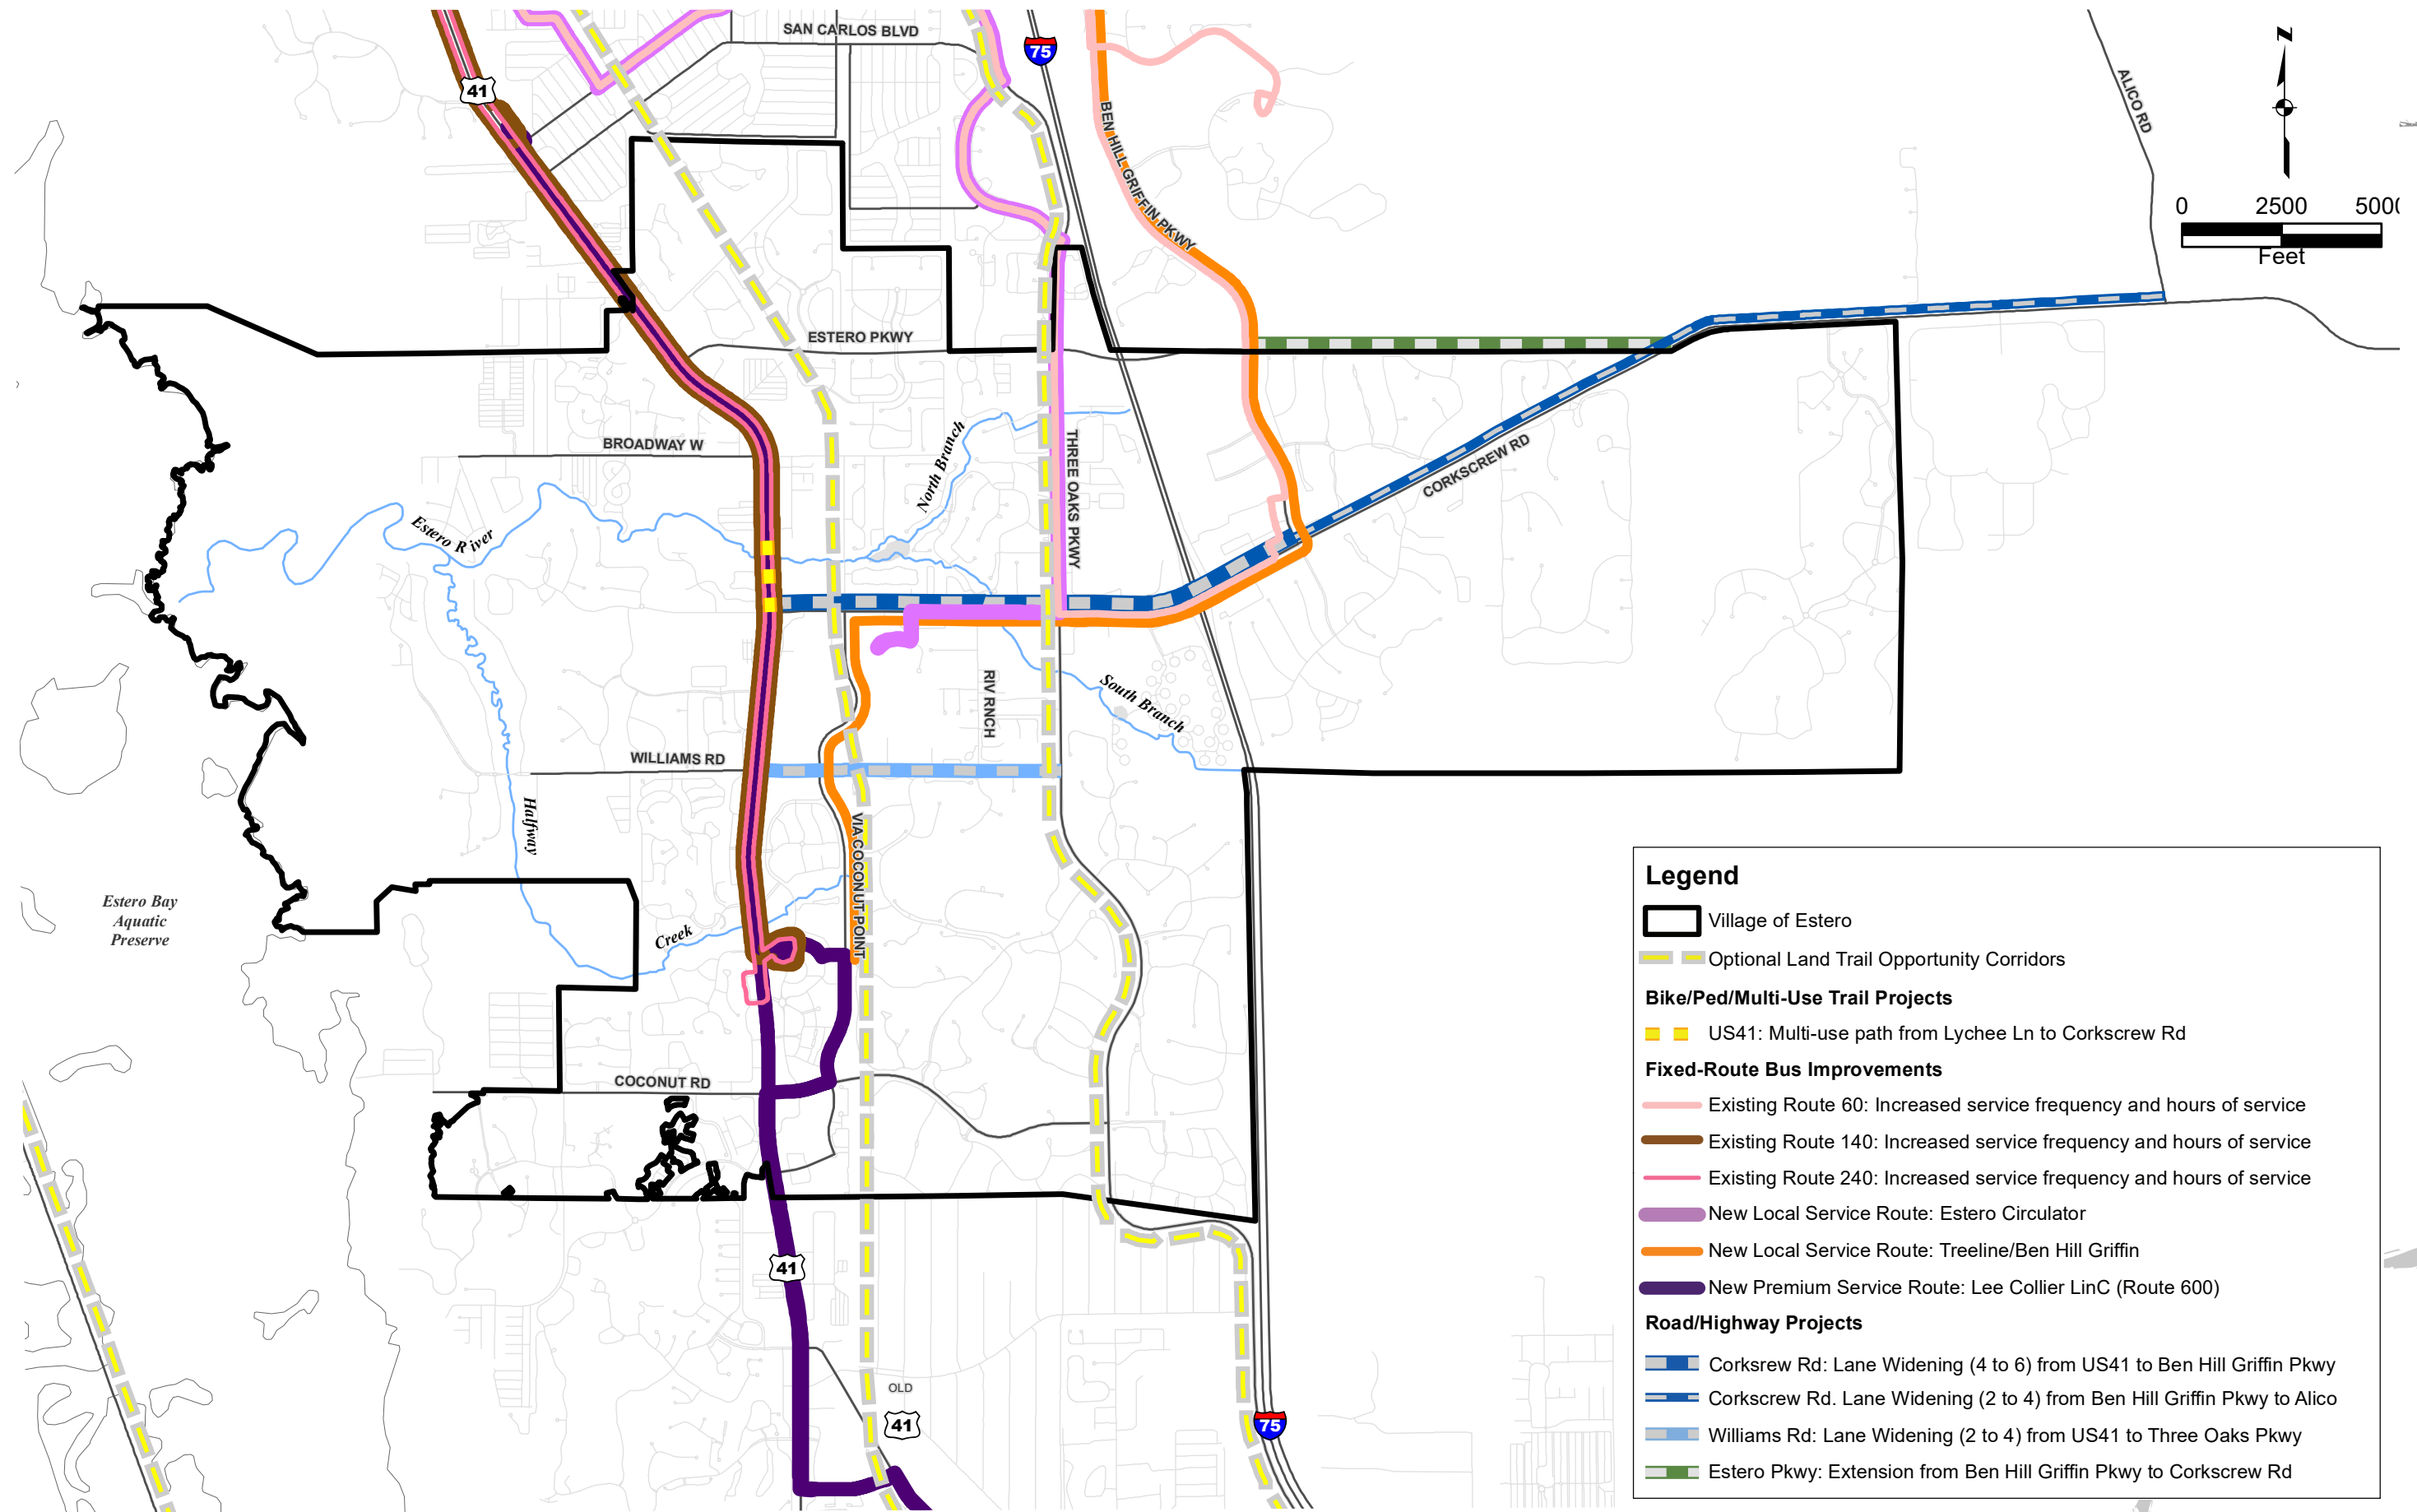 SAN CARLOS BLVD
75
41
ALICO RD
N
BEN HILL GRIFFIN PKWY
0 2500
Feet
ESTERO PKWY
BROADWAY W
North Branch
THREE OAKS PKWY
CORKSCREW RD
Estero River
RIV RNCH
South Branch
WILLIAMS RD
Halfway
VIA COCONUT POINT
Estero Bay
Aquatic
Preserve
Creek
COCONUT RD
41
OLD
41
75
Legend
Village of Estero
Optional Land Trail Opportunity Corridors
Bike/Ped/Multi-Use Trail Projects
US41: Multi-use path from Lychee Ln to Corkscrew Rd
Fixed-Route Bus Improvements
Existing Route 60: Increased service frequency and hours of service
Existing Route 140: Increased service frequency and hours of service
Existing Route 240: Increased service frequency and hours of service
New Local Service Route: Estero Circulator
New Local Service Route: Treeline/Ben Hill Griffin
New Premium Service Route: Lee Collier LinC (Route 600)
Road/Highway Projects
Corksrew Rd: Lane Widening (4 to 6) from US41 to Ben Hill Griffin Pkwy
Corkscrew Rd. Lane Widening (2 to 4) from Ben Hill Griffin Pkwy to Alico
Williams Rd: Lane Widening (2 to 4) from US41 to Three Oaks Pkwy
Estero Pkwy: Extension from Ben Hill Griffin Pkwy to Corkscrew Rd